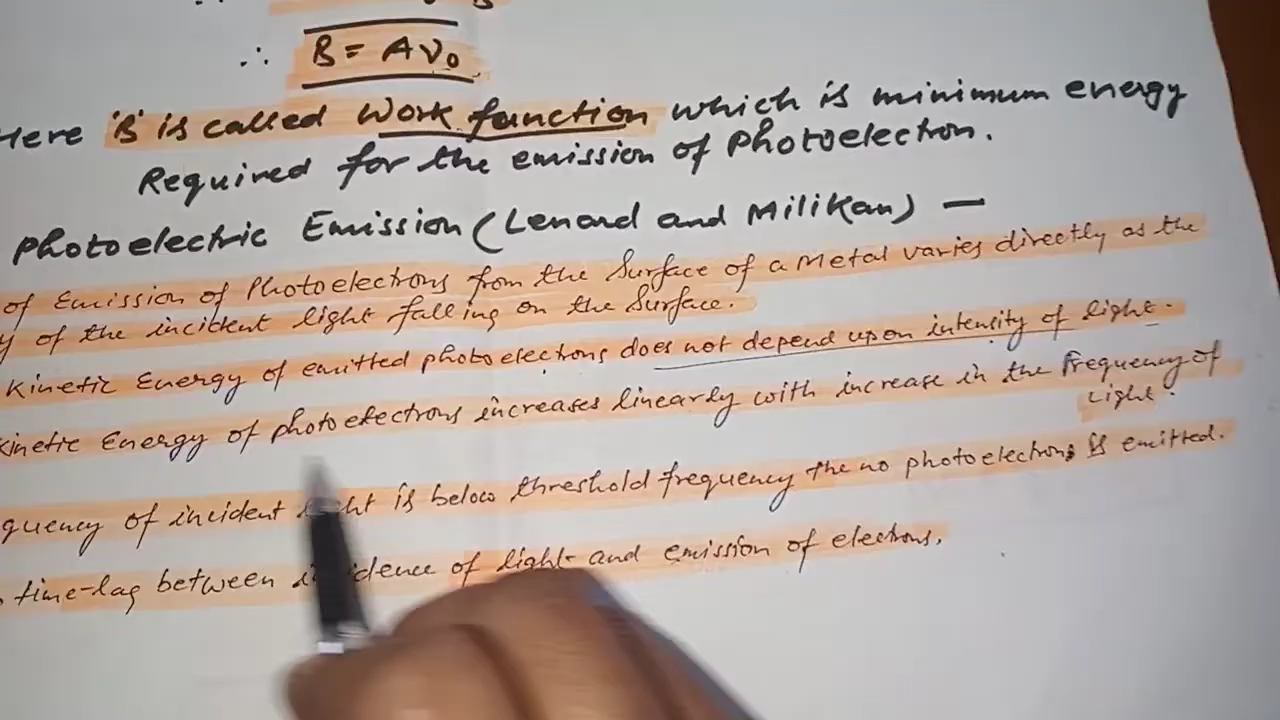 ∴ B = Aν₀
Here 'B' is called Work function which is minimum energy
Required for the emission of Photoelectron.
Photoelectric Emission (Lenard and Milikan) —
of Emission of Photoelectrons from the Surface of a Metal varies directly as the
y of the incident light falling on the Surface.
Kinetic Energy of emitted photoelectrons does not depend upon intensity of light.
Kinetic Energy of photoelectrons increases linearly with increase in the Frequency of
Light.
quency of incident is below threshold frequency the no photoelectrons is emitted.
time-lag between incidence of light and emission of electrons.